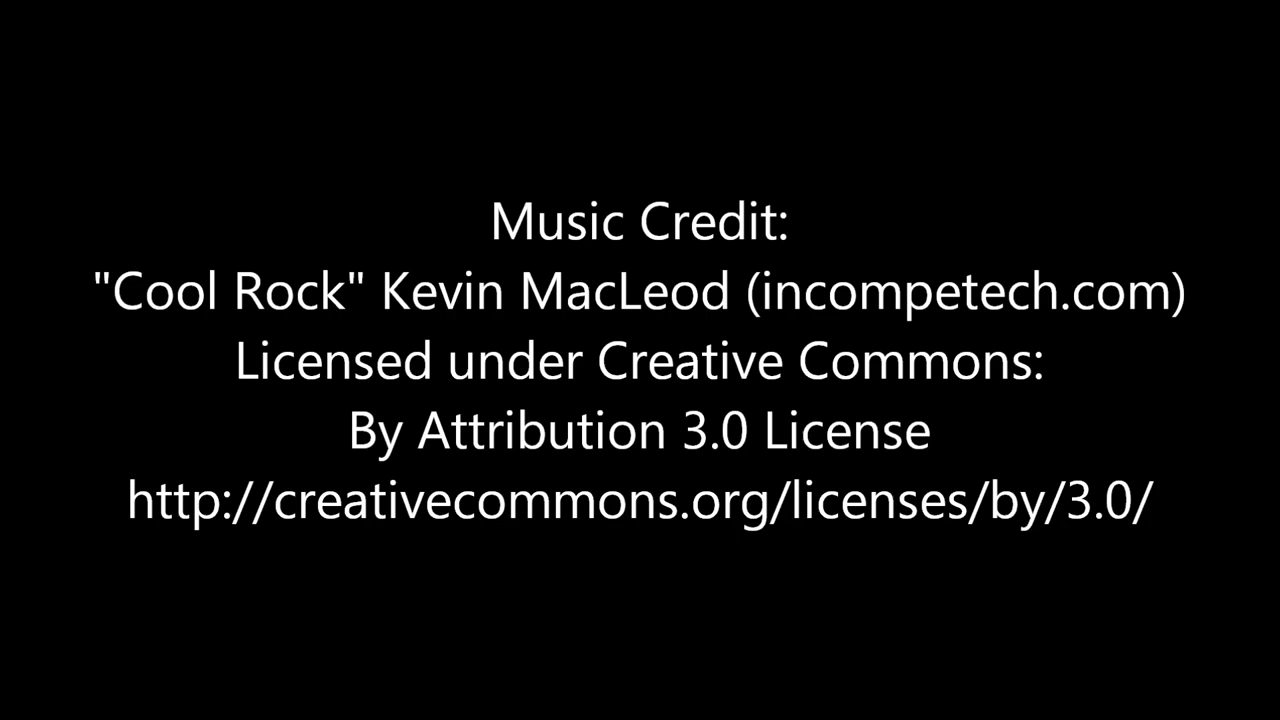 Music Credit:
"Cool Rock" Kevin MacLeod (incompetech.com)
Licensed under Creative Commons:
By Attribution 3.0 License
http://creativecommons.org/licenses/by/3.0/